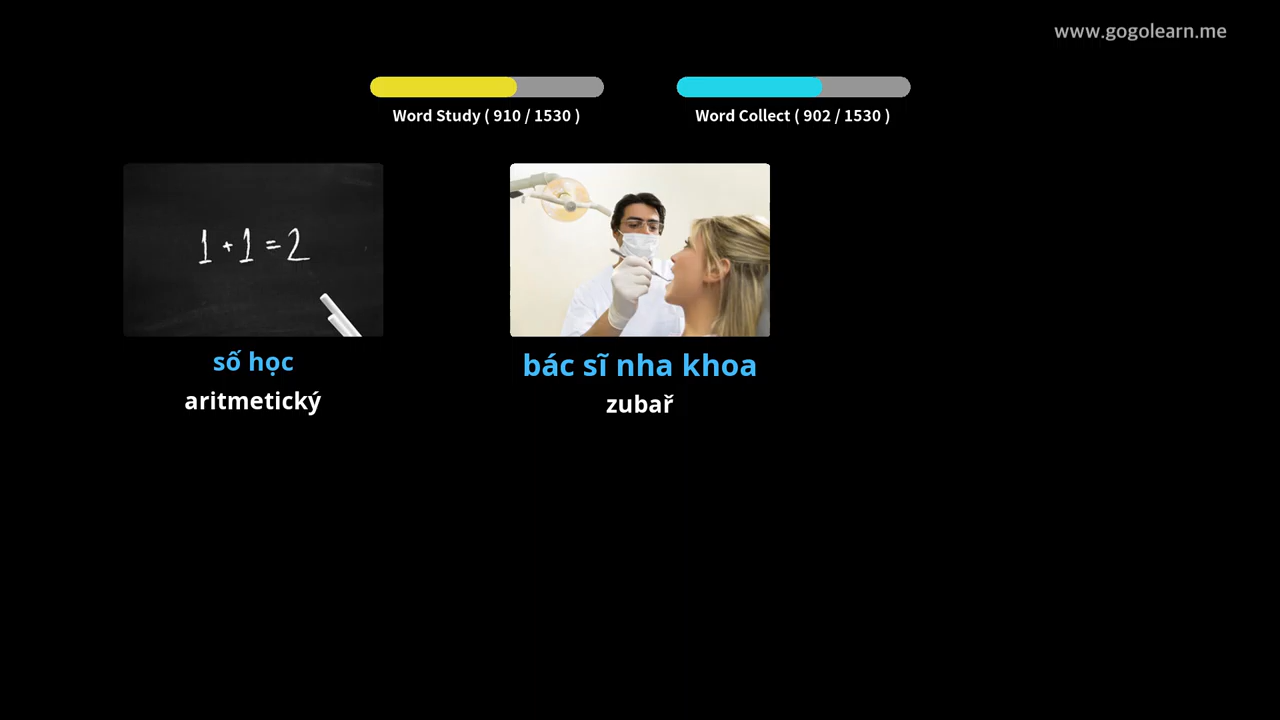 www.gogolearn.me
Word Study ( 910 / 1530 )
Word Collect ( 902 / 1530 )
1 + 1 = 2
số học
aritmetický
bác sĩ nha khoa
zubař